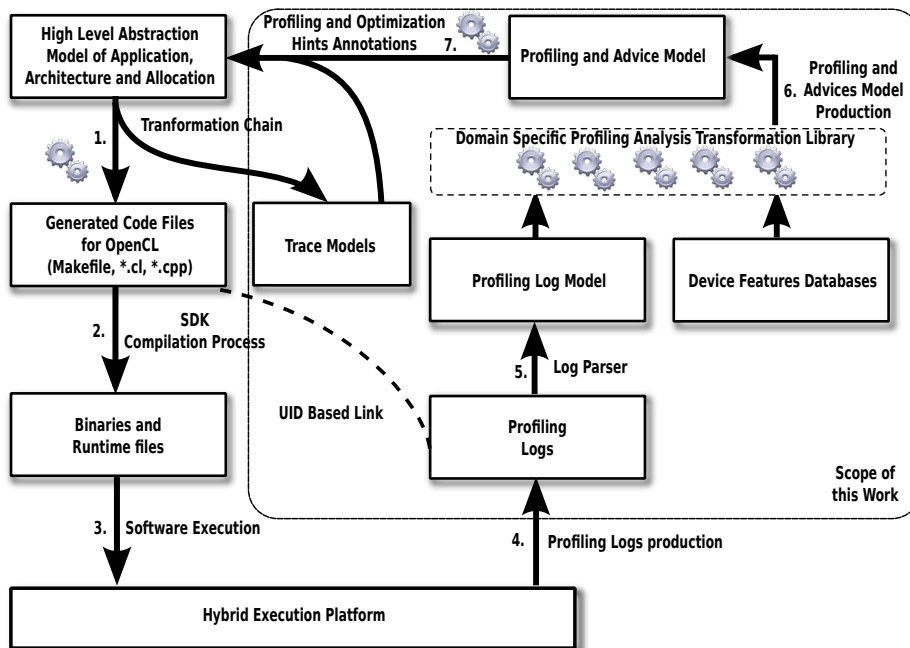 High Level Abstraction
Model of Application,
Architecture and Allocation
Profiling and Optimization
Hints Annotations
7.
Profiling and Advice Model
6.
Profiling and
Advices Model
Production
1.
Tranformation Chain
Domain Specific Profiling Analysis Transformation Library
Generated Code Files
for OpenCL
(Makefile, *.cl, *.cpp)
Trace Models
Profiling Log Model
Device Features Databases
2.
SDK
Compilation Process
5.
Log Parser
UID Based Link
Binaries and
Runtime files
Profiling
Logs
Scope of
this Work
3.
Software Execution
4.
Profiling Logs production
Hybrid Execution Platform